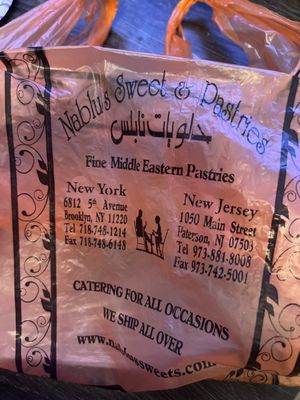 Nablus Sweet & Pastries
حلويات نابلس
Fine Middle Eastern Pastries
New York
6812 5th Avenue
Brooklyn, NY 11220
Tel 718-748-1214
Fax 718-748-6148
New Jersey
1050 Main Street
Paterson, NJ 07503
Tel 973-881-8008
Fax 973-742-5001
CATERING FOR ALL OCCASIONS
WE SHIP ALL OVER